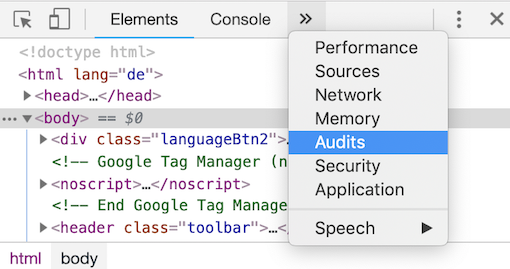 Elements Console »
<!doctype html>
<html lang="de">
<head>…</head>
… <body> == $0
<div class="languageBtn2">…
<!-- Google Tag Manager (n
<noscript>…</noscript>
<!-- End Google Tag Manage
<header class="toolbar">…</
html body
Performance
Sources
Network
Memory
Audits
Security
Application
Speech